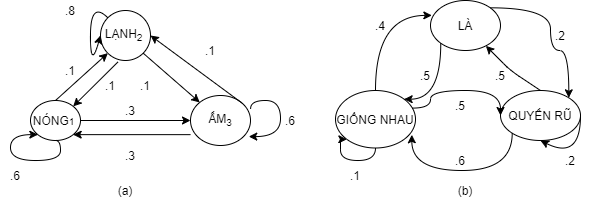 .8
LẠNH₂
.1
.1
.1
.1
NÓNG₁
.3
ẤM₃
.6
.3
.6
(a)
LÀ
.4
.2
.5
.5
GIỐNG NHAU
.5
QUYẾN RŨ
.6
.2
.1
(b)